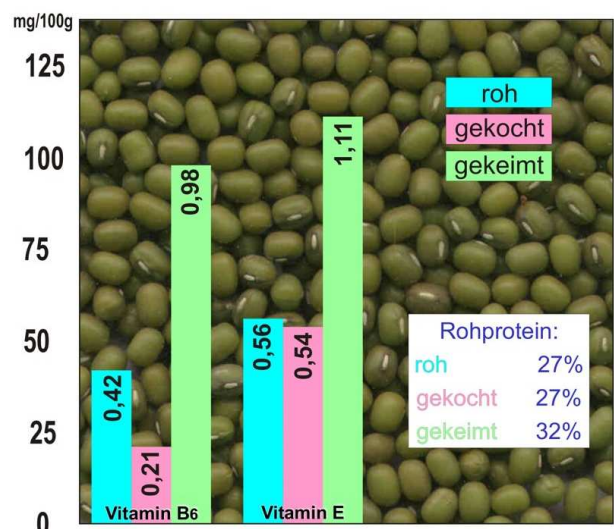 mg/100g
125
100
75
50
25
0
roh
gekocht
gekeimt
0,42
0,21
0,98
0,56
0,54
1,11
Vitamin B6
Vitamin E
Rohprotein:
roh 27%
gekocht 27%
gekeimt 32%